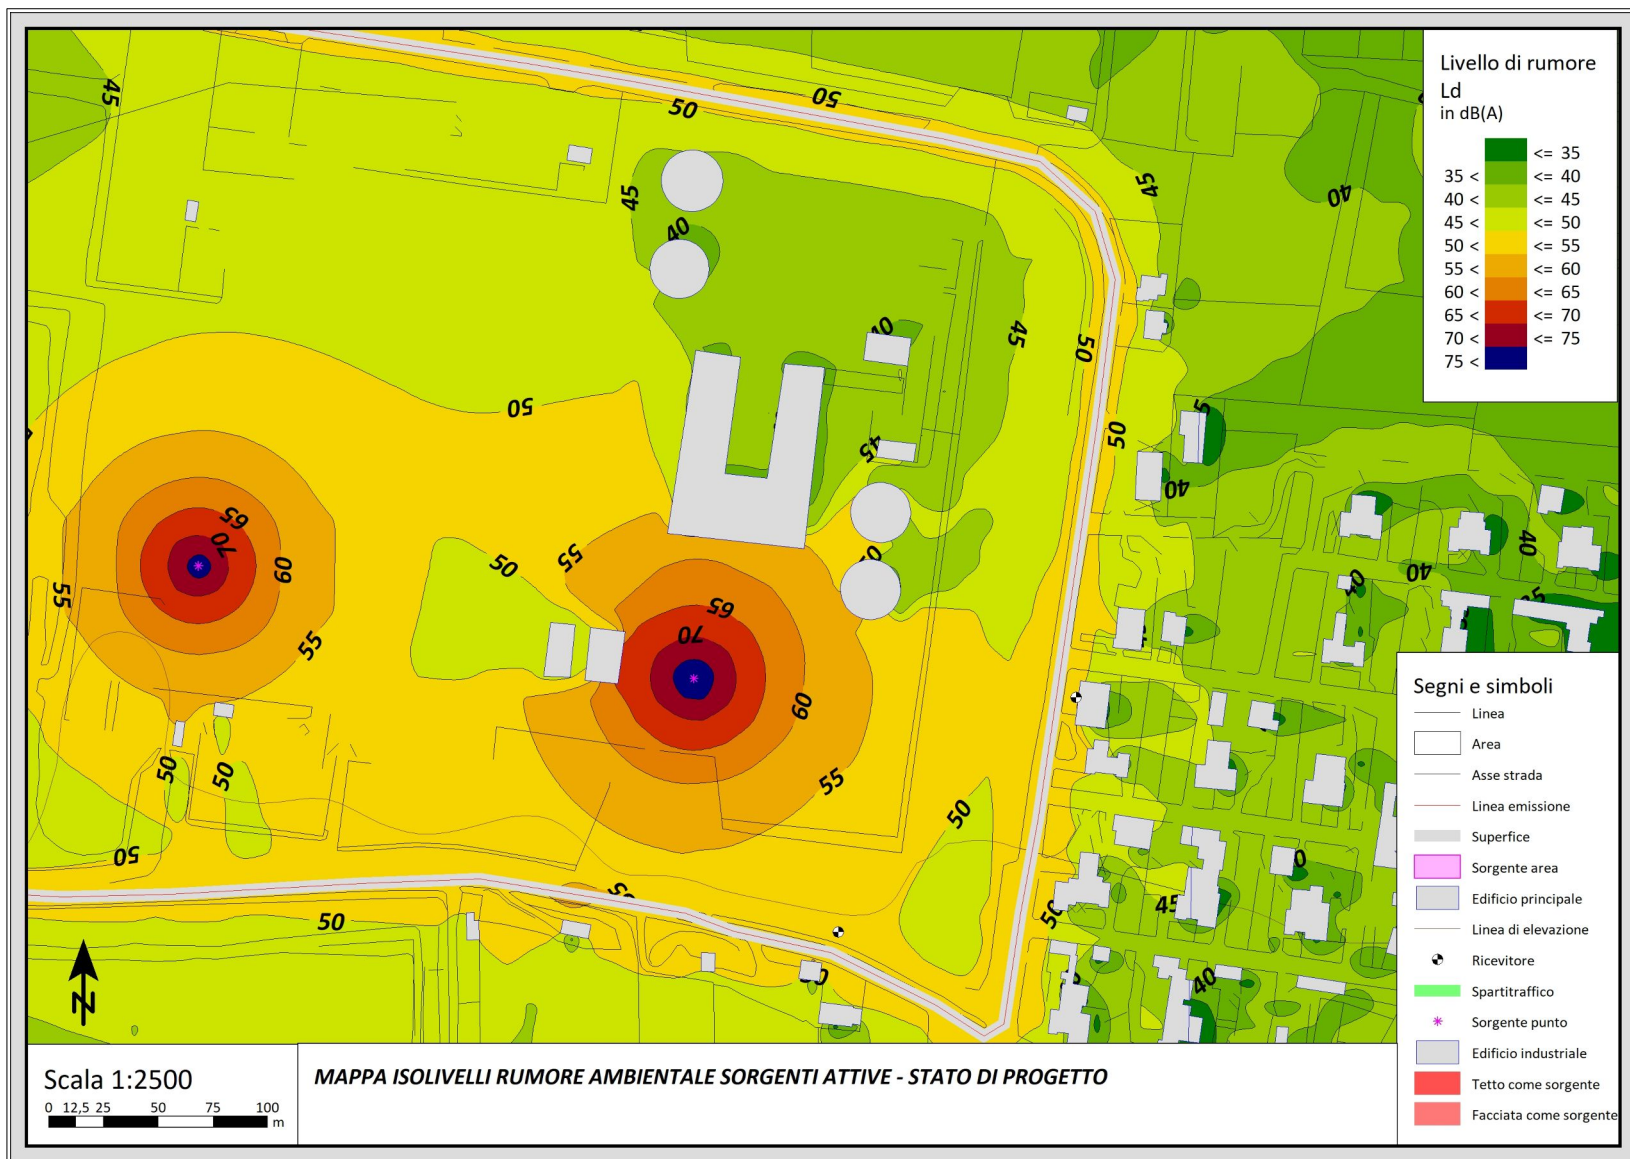 Livello di rumore
Ld
in dB(A)
<= 35
35 < <= 40
40 < <= 45
45 < <= 50
50 < <= 55
55 < <= 60
60 < <= 65
65 < <= 70
70 < <= 75
75 <
45
50
50
45
40
45
40
40
45
50
50
45
50
40
65
70
60
55
55
50
55
65
70
60
55
50
50
50
50
50
50
40
40
45
40
50
Segni e simboli
Linea
Area
Asse strada
Linea emissione
Superfice
Sorgente area
Edificio principale
Linea di elevazione
Ricevitore
Spartitraffico
Sorgente punto
Edificio industriale
Tetto come sorgente
Facciata come sorgente
Scala 1:2500
0 12,5 25 50 75 100
m
MAPPA ISOLIVELLI RUMORE AMBIENTALE SORGENTI ATTIVE - STATO DI PROGETTO
N